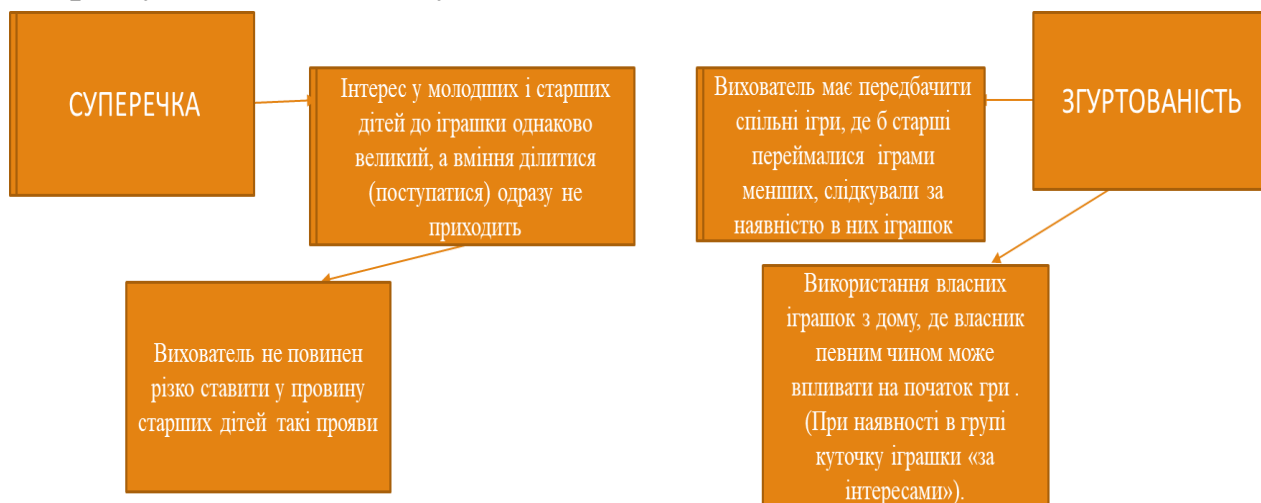 СУПЕРЕЧКА
Інтерес у молодших і старших
дітей до іграшки однаково
великий, а вміння ділитися
(поступатися) одразу не
приходить
Вихователь не повинен
різко ставити у провину
старших дітей такі прояви
Вихователь має передбачити
спільні ігри, де б старші
переймалися іграми
менших, слідкували за
наявністю в них іграшок
ЗГУРТОВАНІСТЬ
Використання власних
іграшок з дому, де власник
певним чином може
впливати на початок гри .
(При наявності в групі
куточку іграшки «за
інтересами»).